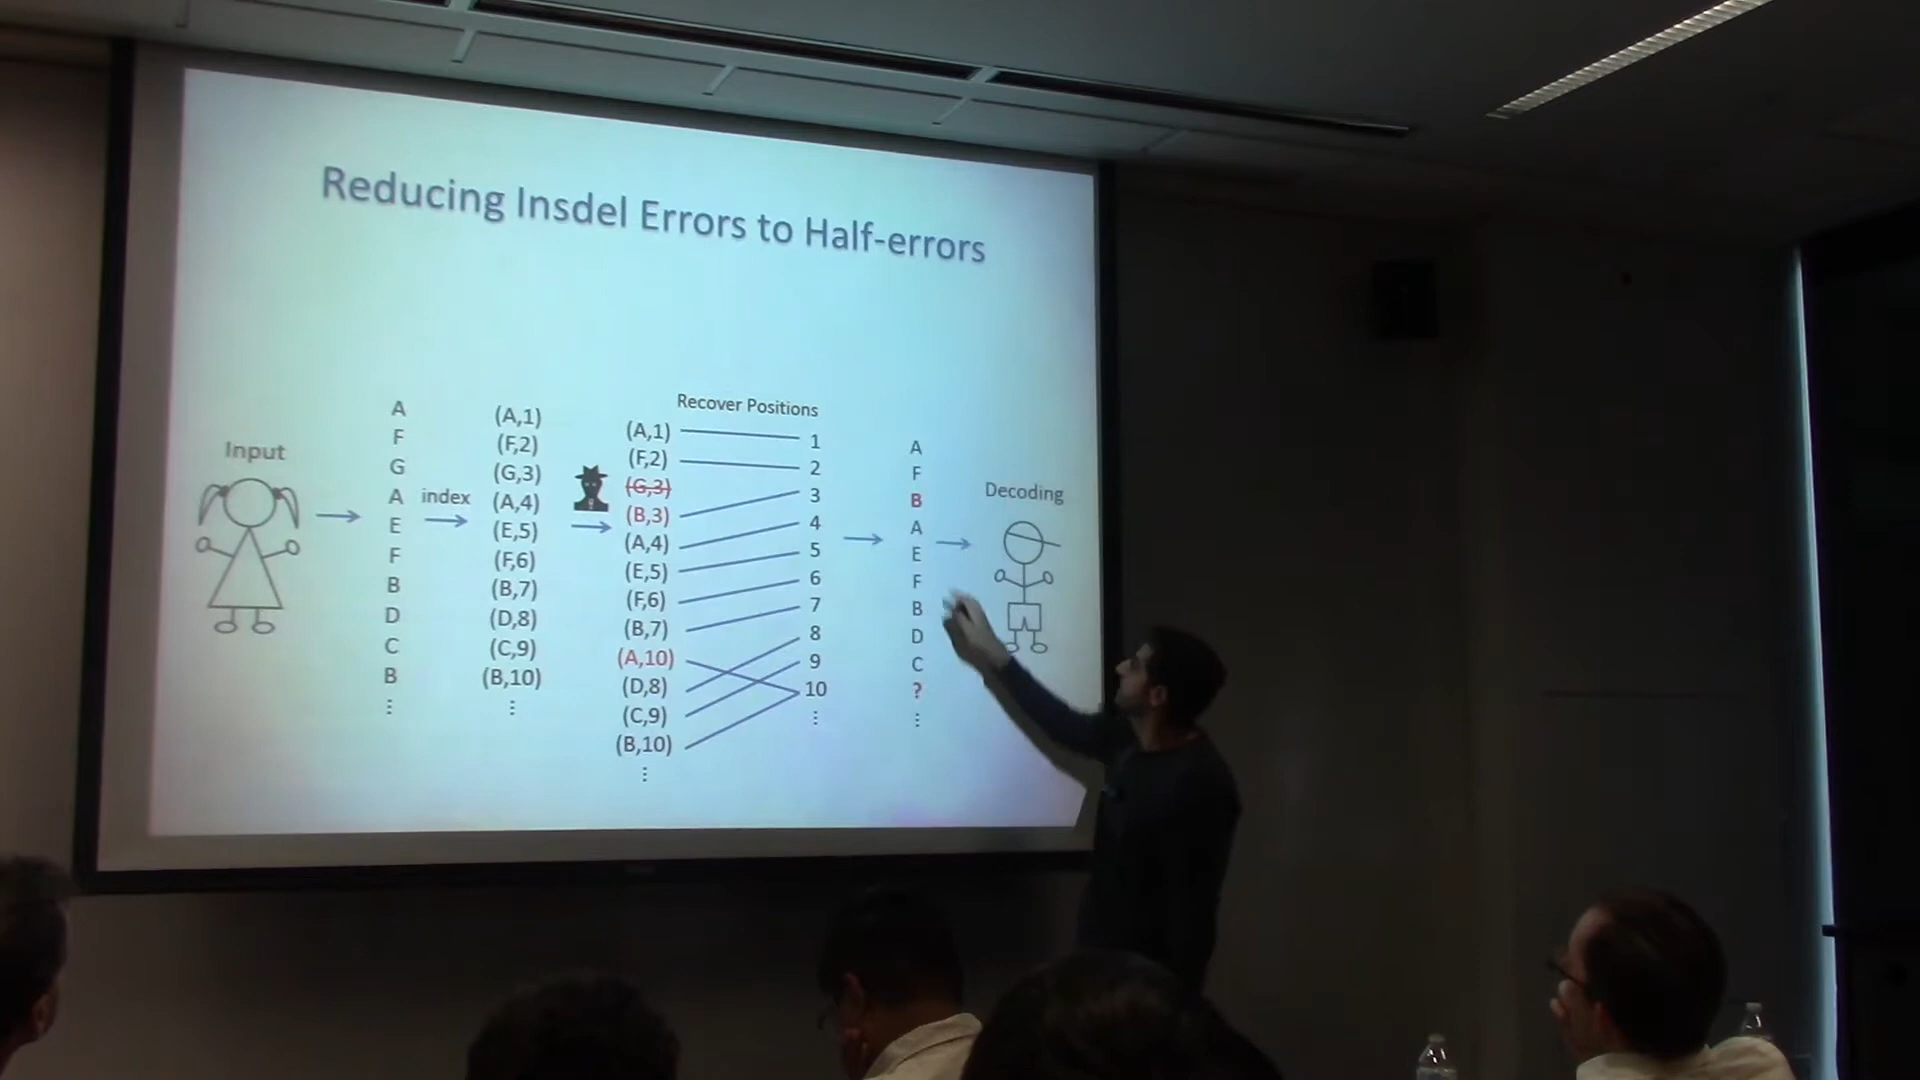 Reducing Insdel Errors to Half-errors
Input
A
F
G
A
E
F
B
D
C
B
⋮
index
(A,1)
(F,2)
(G,3)
(A,4)
(E,5)
(F,6)
(B,7)
(D,8)
(C,9)
(B,10)
⋮
Recover Positions
(A,1)
(F,2)
(G,3)
(B,3)
(A,4)
(E,5)
(F,6)
(B,7)
(A,10)
(D,8)
(C,9)
(B,10)
⋮
1
2
3
4
5
6
7
8
9
10
⋮
A
F
B
A
E
F
B
D
C
?
⋮
Decoding